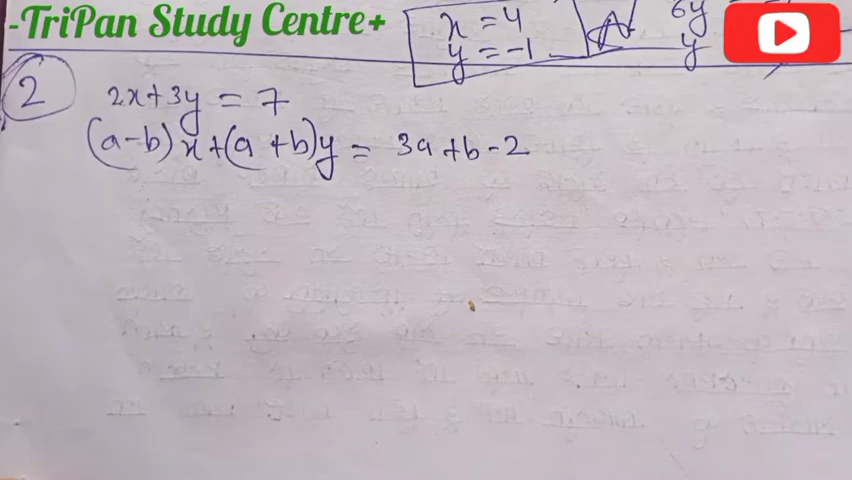 -TriPan Study Centre+
x = 4
y = -1
6y
y
2
2x+3y = 7
(a-b)x+(a+b)y = 3a+b-2